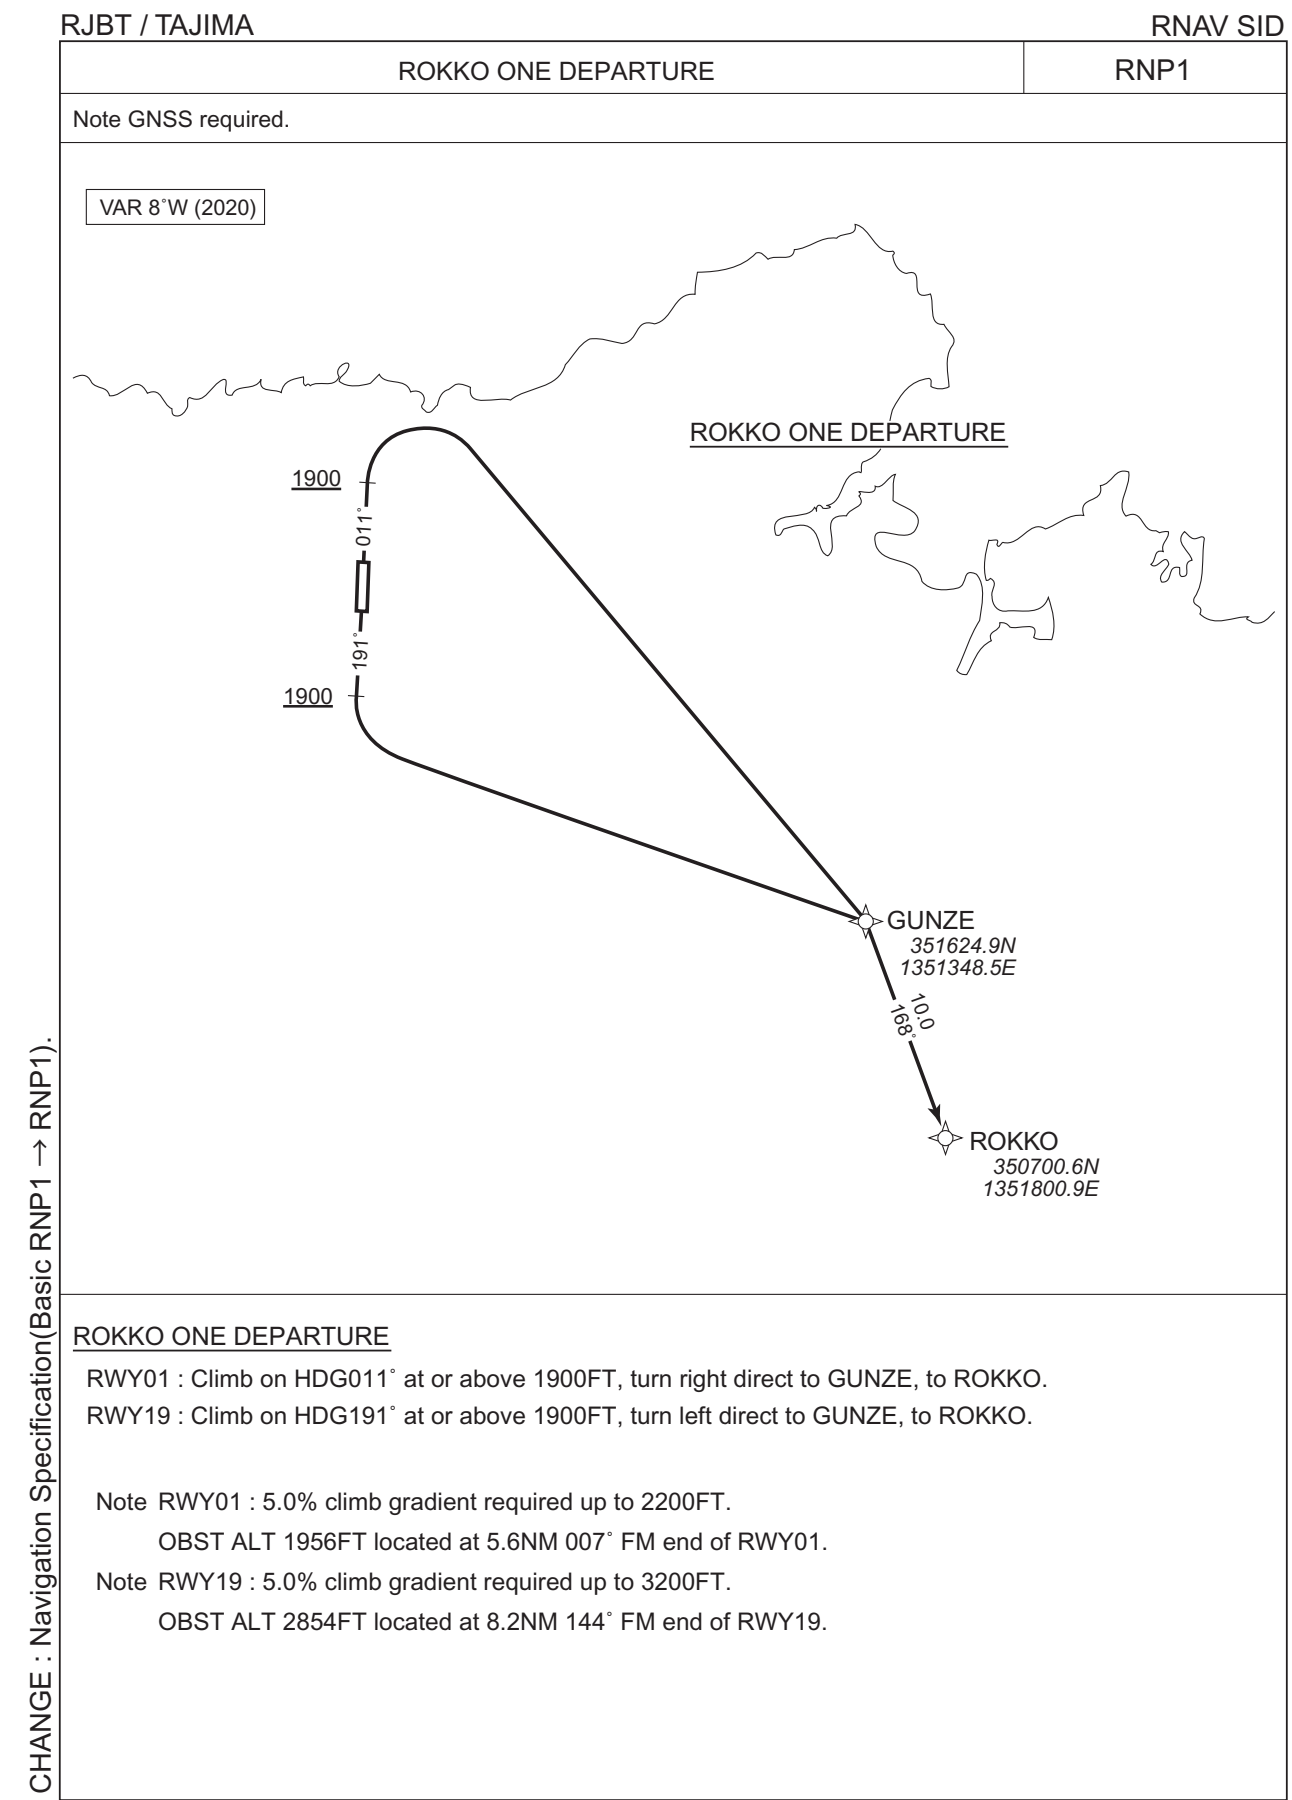 RJBT / TAJIMA
RNAV SID
ROKKO ONE DEPARTURE
RNP1
Note GNSS required.
VAR 8˚W (2020)
ROKKO ONE DEPARTURE
1900
011˚
191˚
1900
GUNZE
351624.9N
1351348.5E
10.0
168˚
ROKKO
350700.6N
1351800.9E
ROKKO ONE DEPARTURE
RWY01 : Climb on HDG011˚ at or above 1900FT, turn right direct to GUNZE, to ROKKO.
RWY19 : Climb on HDG191˚ at or above 1900FT, turn left direct to GUNZE, to ROKKO.
Note RWY01 : 5.0% climb gradient required up to 2200FT.
OBST ALT 1956FT located at 5.6NM 007˚ FM end of RWY01.
Note RWY19 : 5.0% climb gradient required up to 3200FT.
OBST ALT 2854FT located at 8.2NM 144˚ FM end of RWY19.
CHANGE : Navigation Specification(Basic RNP1 → RNP1).